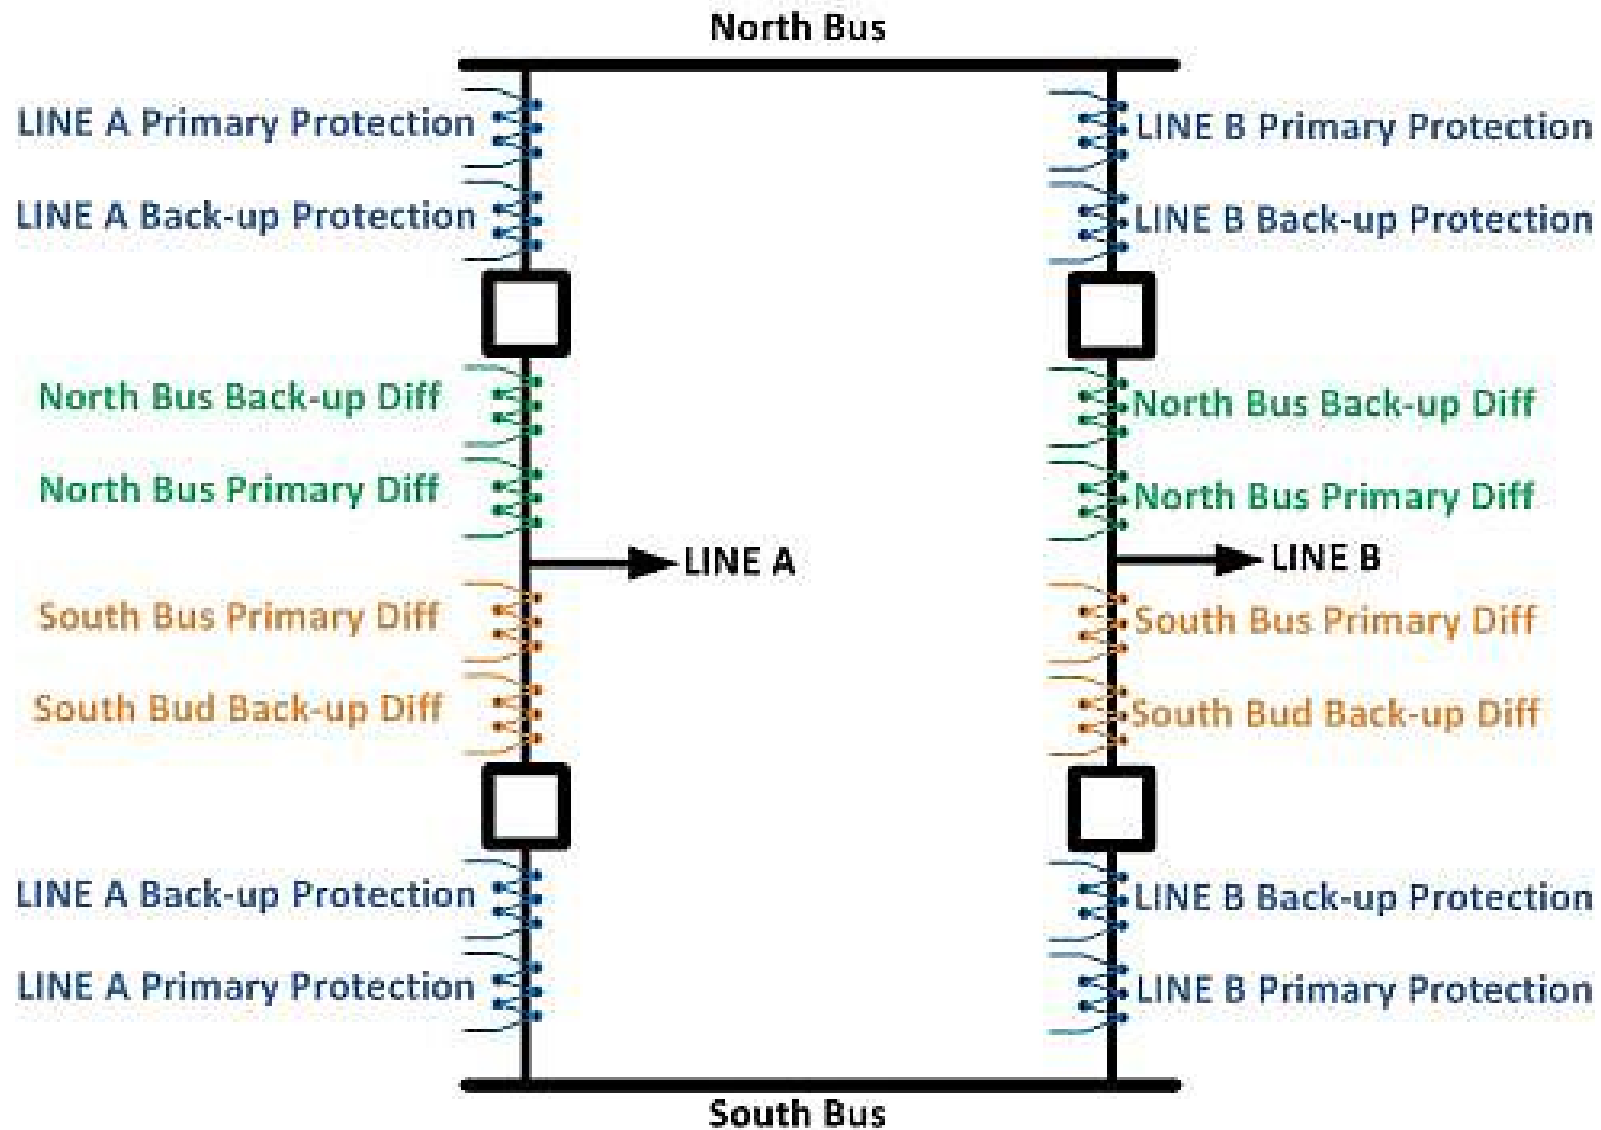 North Bus
LINE A Primary Protection
LINE B Primary Protection
LINE A Back-up Protection
LINE B Back-up Protection
North Bus Back-up Diff
North Bus Back-up Diff
North Bus Primary Diff
North Bus Primary Diff
LINE A
LINE B
South Bus Primary Diff
South Bus Primary Diff
South Bud Back-up Diff
South Bud Back-up Diff
LINE A Back-up Protection
LINE B Back-up Protection
LINE A Primary Protection
LINE B Primary Protection
South Bus